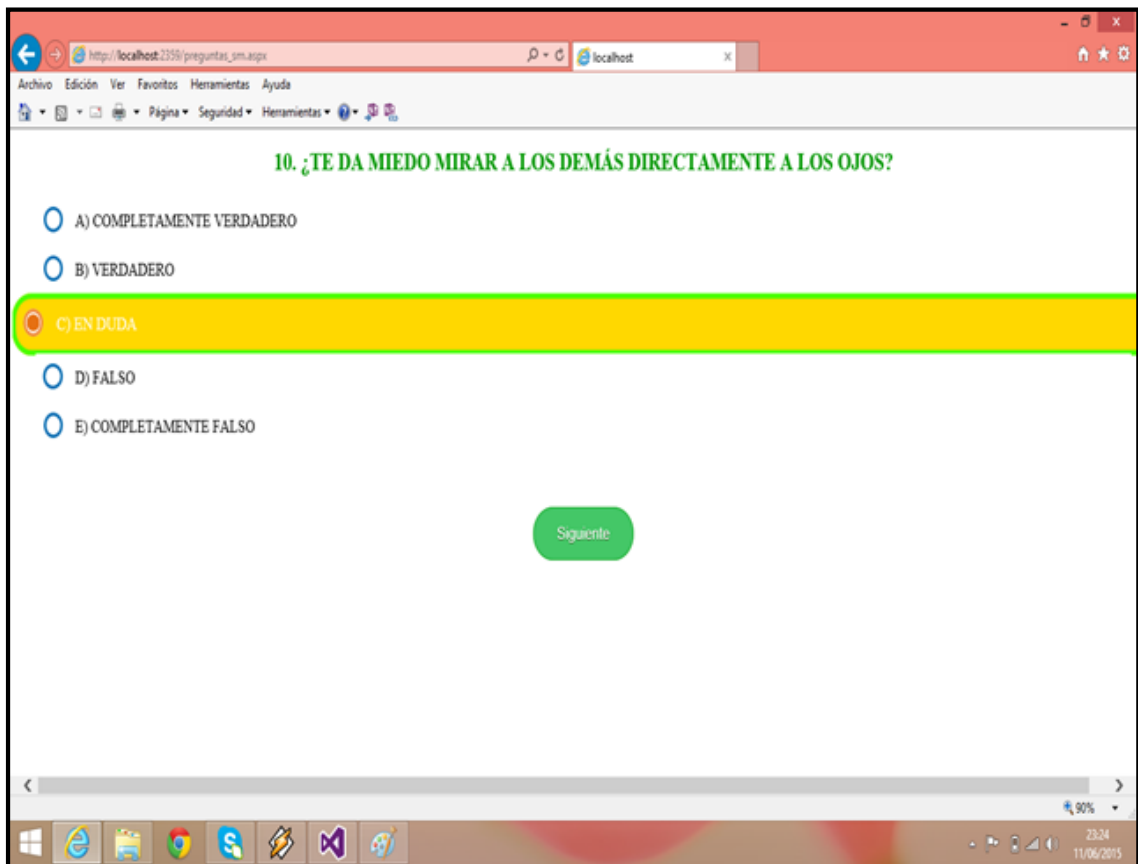 http://localhost:2359/preguntas_sm.aspx
localhost
Archivo Edición Ver Favoritos Herramientas Ayuda
Página Seguridad Herramientas
10. ¿TE DA MIEDO MIRAR A LOS DEMÁS DIRECTAMENTE A LOS OJOS?
A) COMPLETAMENTE VERDADERO
B) VERDADERO
C) EN DUDA
D) FALSO
E) COMPLETAMENTE FALSO
Siguiente
90%
23:24
11/06/2015